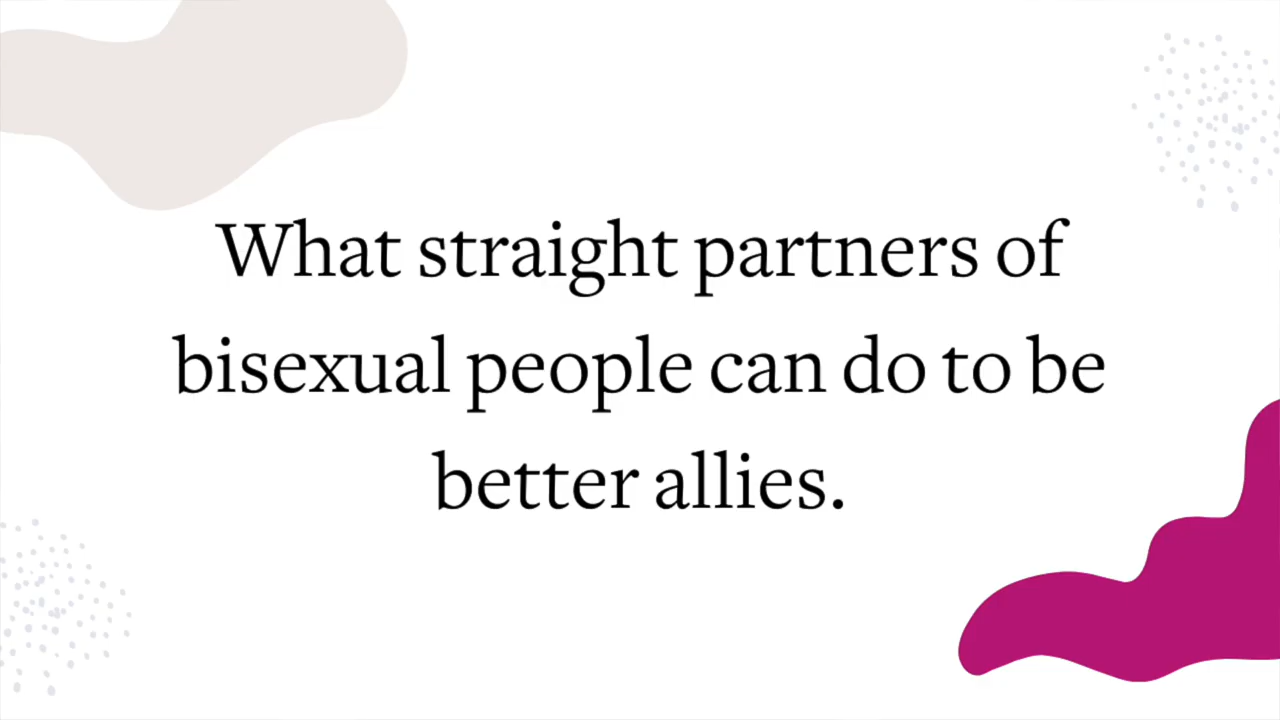 What straight partners of
bisexual people can do to be
better allies.